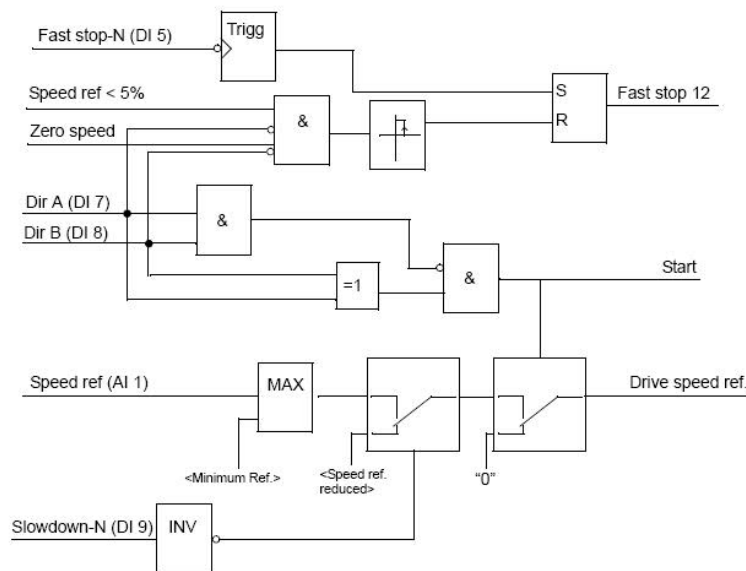 Trigg
Fast stop-N (DI 5)
Speed ref < 5%
S
Fast stop 12
&
R
Zero speed
Dir A (DI 7)
&
Dir B (DI 8)
Start
=1
&
Speed ref (AI 1)
MAX
Drive speed ref.
<Minimum Ref.>
<Speed ref.
reduced>
“0”
Slowdown-N (DI 9)
INV